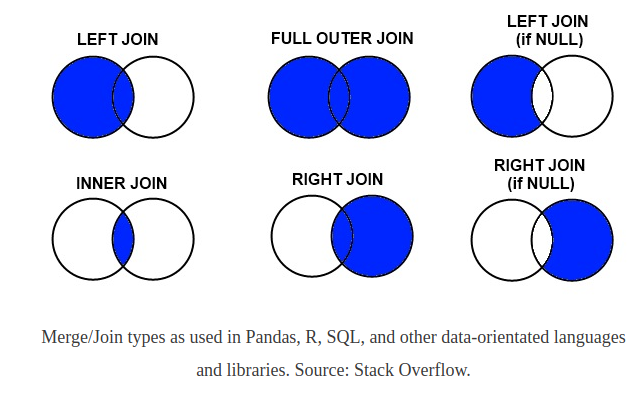 LEFT JOIN
FULL OUTER JOIN
LEFT JOIN
(if NULL)
INNER JOIN
RIGHT JOIN
RIGHT JOIN
(if NULL)
Merge/Join types as used in Pandas, R, SQL, and other data-orientated languages
and libraries. Source: Stack Overflow.